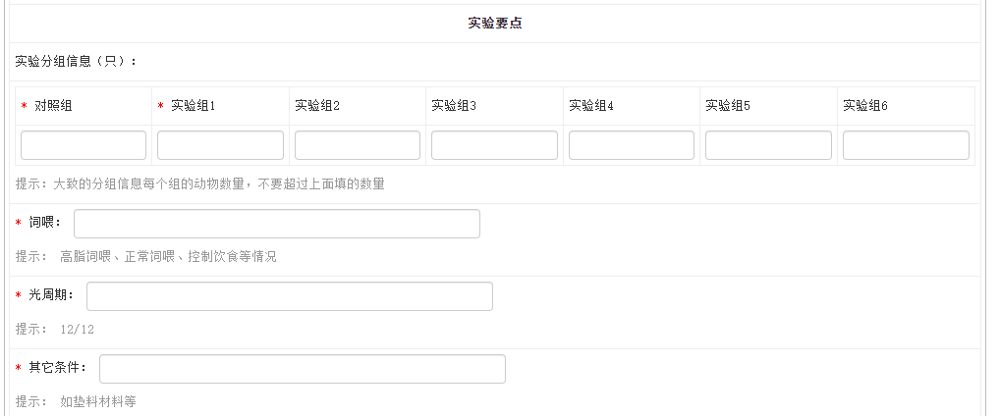 实验要点
实验分组信息（只）：
* 对照组 * 实验组1 实验组2 实验组3 实验组4 实验组5 实验组6
提示：大致的分组信息每个组的动物数量，不要超过上面填的数量
* 词喂：
提示： 高脂词喂、正常词喂、控制饮食等情况
* 光周期：
提示： 12/12
* 其它条件：
提示： 如垫料材料等